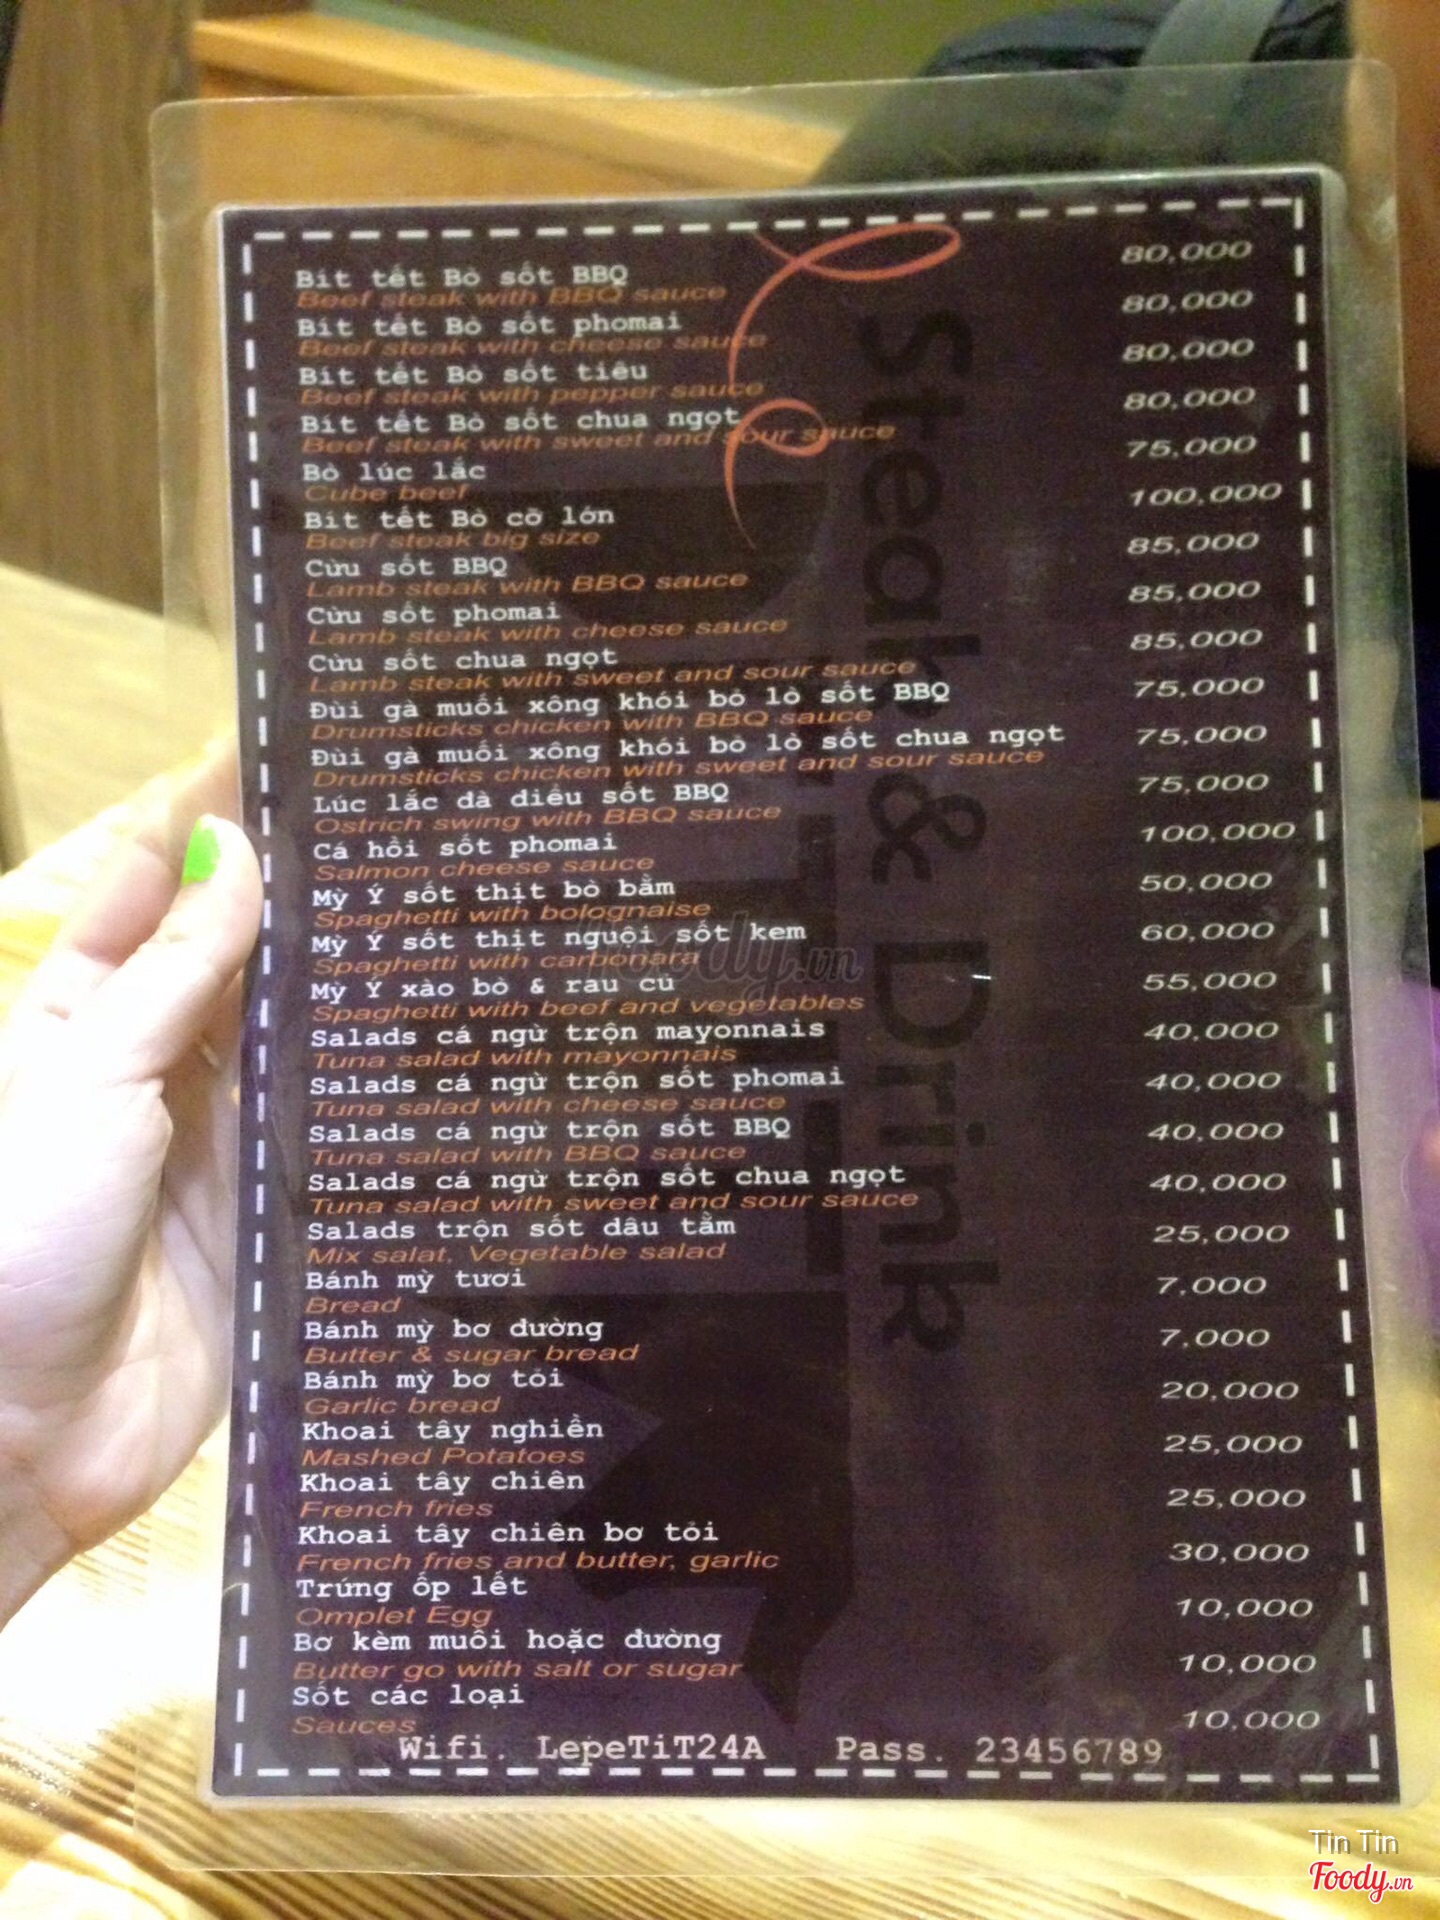 Bít tết Bò sốt BBQ 80,000
Beef steak with BBQ sauce
Bít tết Bò sốt phomai 80,000
Beef steak with cheese sauce
Bít tết Bò sốt tiêu 80,000
Beef steak with pepper sauce
Bít tết Bò sốt chua ngọt 80,000
Beef steak with sweet and sour sauce
Bò lúc lắc 75,000
Cube beef
Bít tết Bò cỡ lớn 100,000
Beef steak big size
Cừu sốt BBQ 85,000
Lamb steak with BBQ sauce
Cừu sốt phomai 85,000
Lamb steak with cheese sauce
Cừu sốt chua ngọt 85,000
Lamb steak with sweet and sour sauce
Đùi gà muối xông khói bỏ lò sốt BBQ 75,000
Drumsticks chicken with BBQ sauce
Đùi gà muối xông khói bỏ lò sốt chua ngọt 75,000
Drumsticks chicken with sweet and sour sauce
Lúc lắc đà điểu sốt BBQ 75,000
Ostrich swing with BBQ sauce
Cá hồi sốt phomai 100,000
Salmon cheese sauce
Mỳ Ý sốt thịt bò bằm 50,000
Spaghetti with bolognaise
Mỳ Ý sốt thịt nguội sốt kem 60,000
Spaghetti with carbonara
Mỳ Ý xào bò & rau củ 55,000
Spaghetti with beef and vegetables
Salads cá ngừ trộn mayonnais 40,000
Tuna salad with mayonnais
Salads cá ngừ trộn sốt phomai 40,000
Tuna salad with cheese sauce
Salads cá ngừ trộn sốt BBQ 40,000
Tuna salad with BBQ sauce
Salads cá ngừ trộn sốt chua ngọt 40,000
Tuna salad with sweet and sour sauce
Salads trộn sốt dâu tằm 25,000
Mix salat, Vegetable salad
Bánh mỳ tươi 7,000
Bread
Bánh mỳ bơ đường 7,000
Butter & sugar bread
Bánh mỳ bơ tỏi 20,000
Garlic bread
Khoai tây nghiền 25,000
Mashed Potatoes
Khoai tây chiên 25,000
French fries
Khoai tây chiên bơ tỏi 30,000
French fries and butter, garlic
Trứng ốp lết 10,000
Omplet Egg
Bơ kèm muối hoặc đường 10,000
Butter go with salt or sugar
Sốt các loại 10,000
Sauces
Wifi. LepeTiT24A Pass. 23456789
Steak & Drink
foody.vn
Tin Tin
Foody.vn